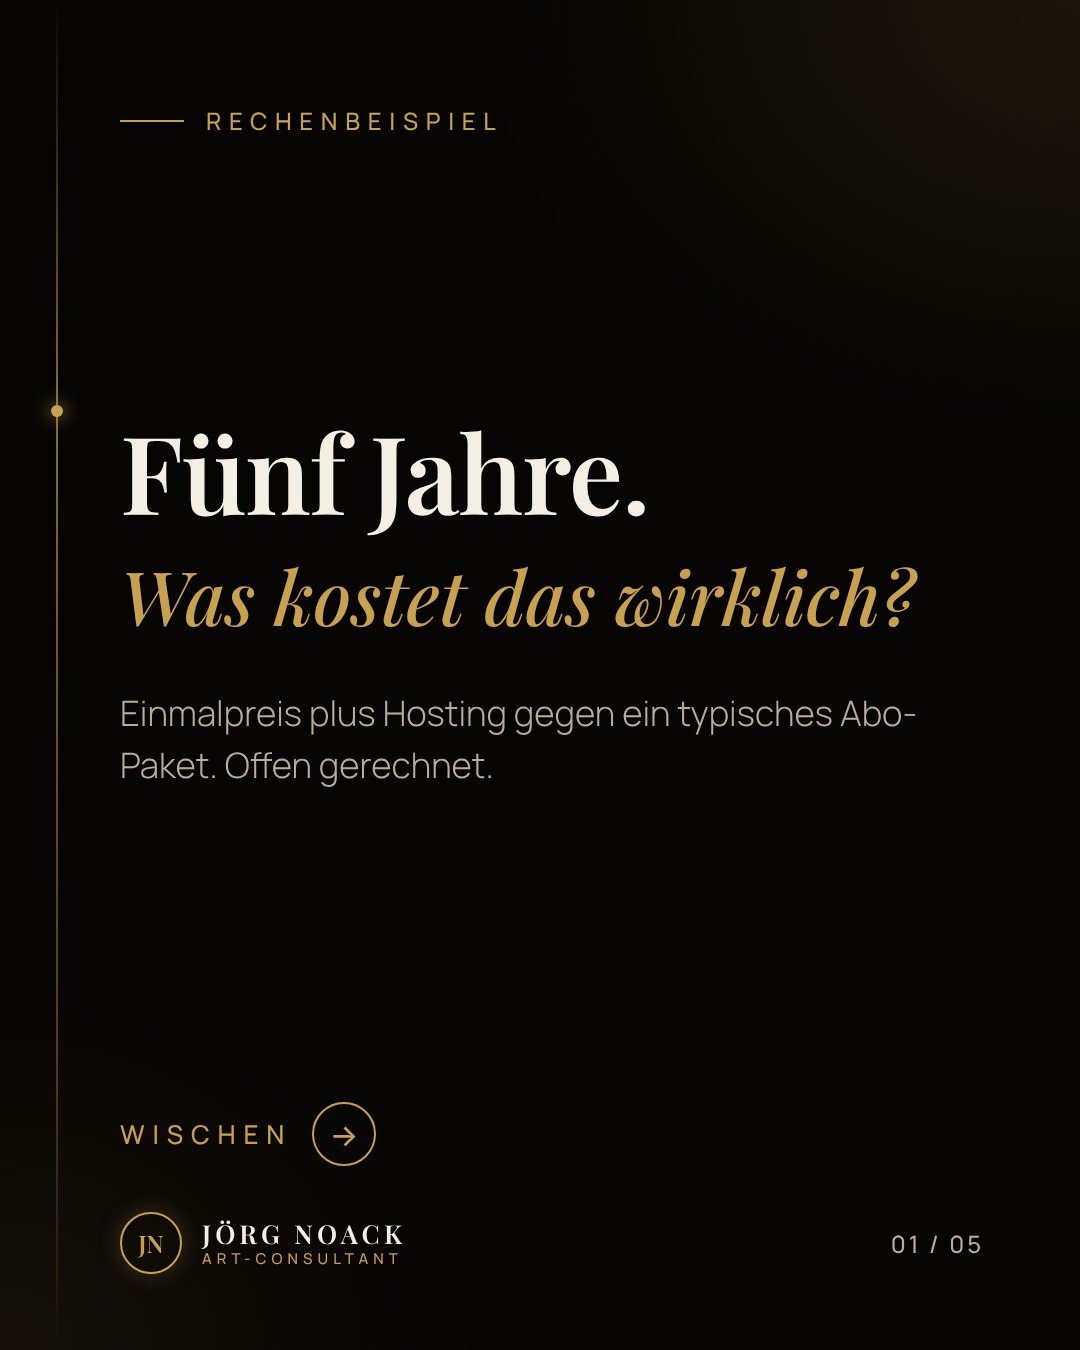 RECHENBEISPIEL
Fünf Jahre.
Was kostet das wirklich?
Einmalpreis plus Hosting gegen ein typisches Abo-
Paket. Offen gerechnet.
WISCHEN →
JN
JÖRG NOACK
ART-CONSULTANT
01 / 05